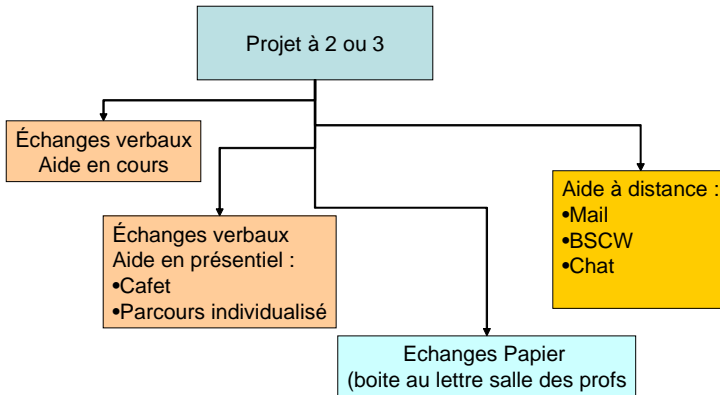 Projet à 2 ou 3
Échanges verbaux
Aide en cours
Échanges verbaux
Aide en présentiel :
•Cafet
•Parcours individualisé
Aide à distance :
•Mail
•BSCW
•Chat
Echanges Papier
(boite au lettre salle des profs